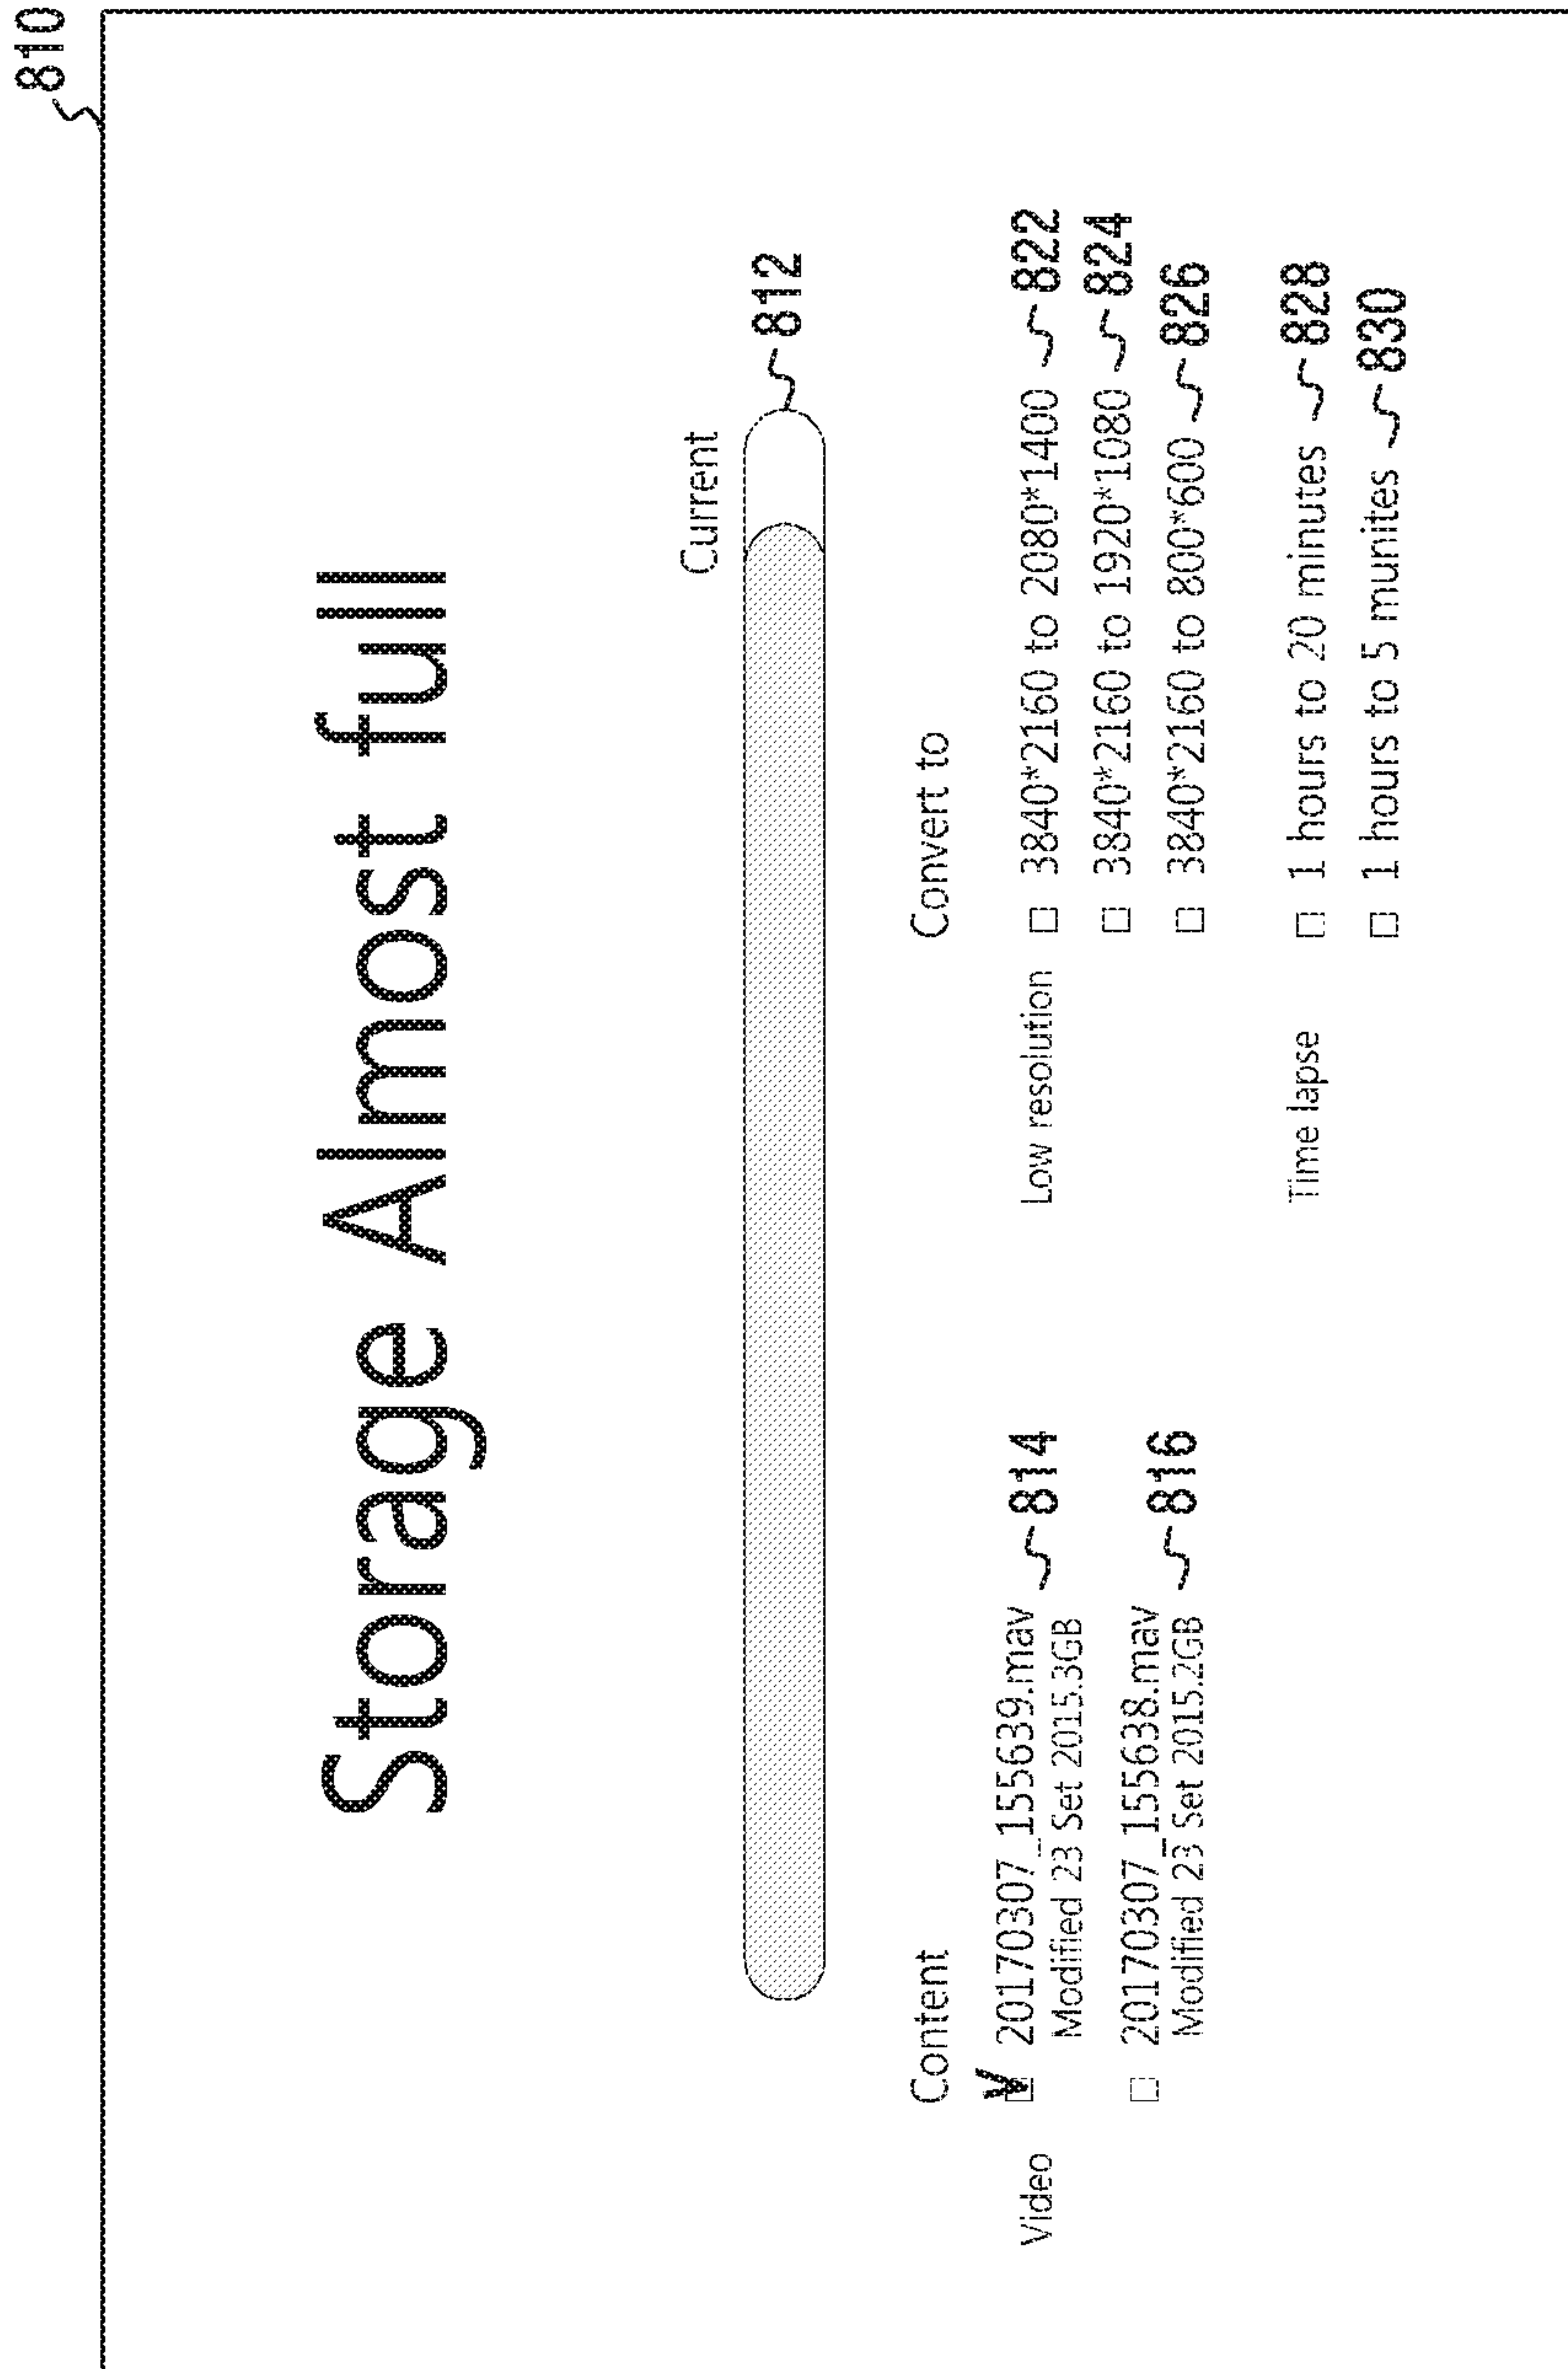 810
Storage Almost full
Current
812
Content
Convert to
Video
20170307_155639.mav 814
Modified 23 Set 2015.3GB
20170307_155638.mav 816
Modified 23 Set 2015.2GB
Low resolution 3840*2160 to 2080*1400 822
3840*2160 to 1920*1080 824
3840*2160 to 800*600 826
Time lapse 1 hours to 20 minutes 828
1 hours to 5 munites 830